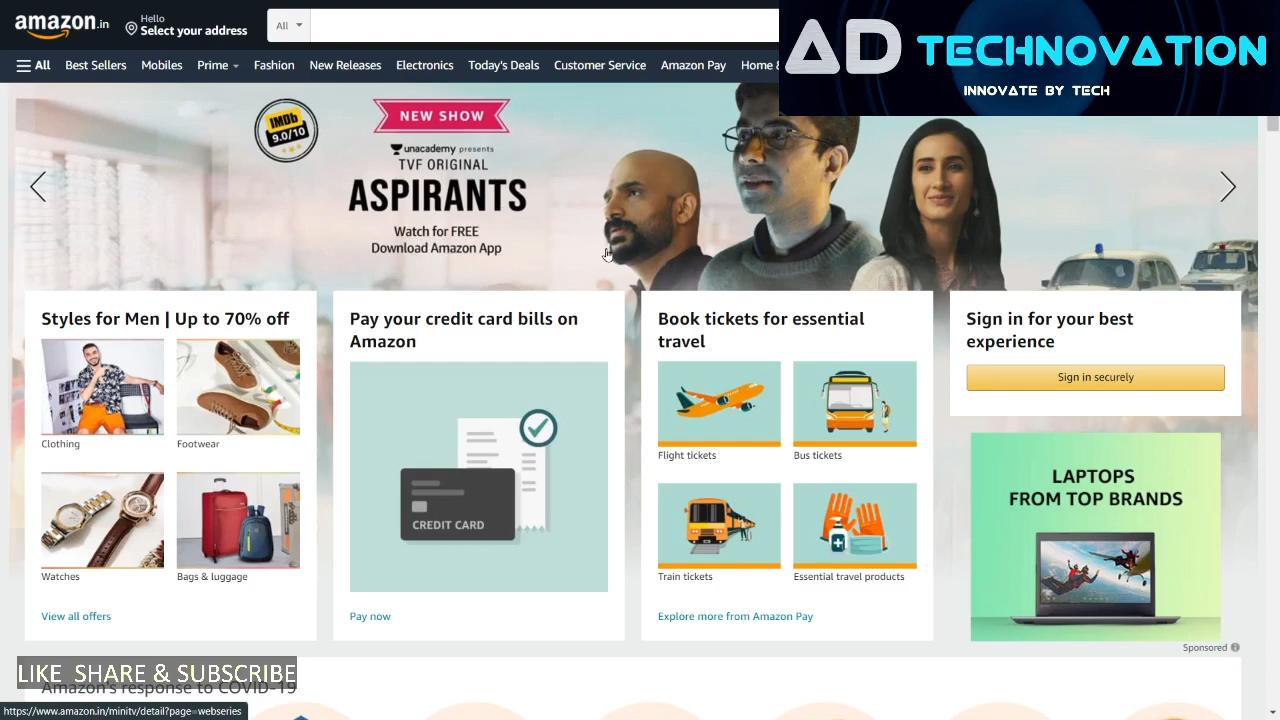 amazon.in
Hello
Select your address
All
AD TECHNOVATION
INNOVATE BY TECH
All
Best Sellers
Mobiles
Prime
Fashion
New Releases
Electronics
Today's Deals
Customer Service
Amazon Pay
Home &
IMDb
9.0/10
NEW SHOW
unacademy presents
TVF ORIGINAL
ASPIRANTS
Watch for FREE
Download Amazon App
Styles for Men | Up to 70% off
Clothing
Footwear
Watches
Bags & luggage
View all offers
Pay your credit card bills on
Amazon
CREDIT CARD
Pay now
Book tickets for essential
travel
Flight tickets
Bus tickets
Train tickets
Essential travel products
Explore more from Amazon Pay
Sign in for your best
experience
Sign in securely
LAPTOPS
FROM TOP BRANDS
Sponsored
LIKE SHARE & SUBSCRIBE
Amazon's response to COVID-19
https://www.amazon.in/minitv/detail?page=webseries